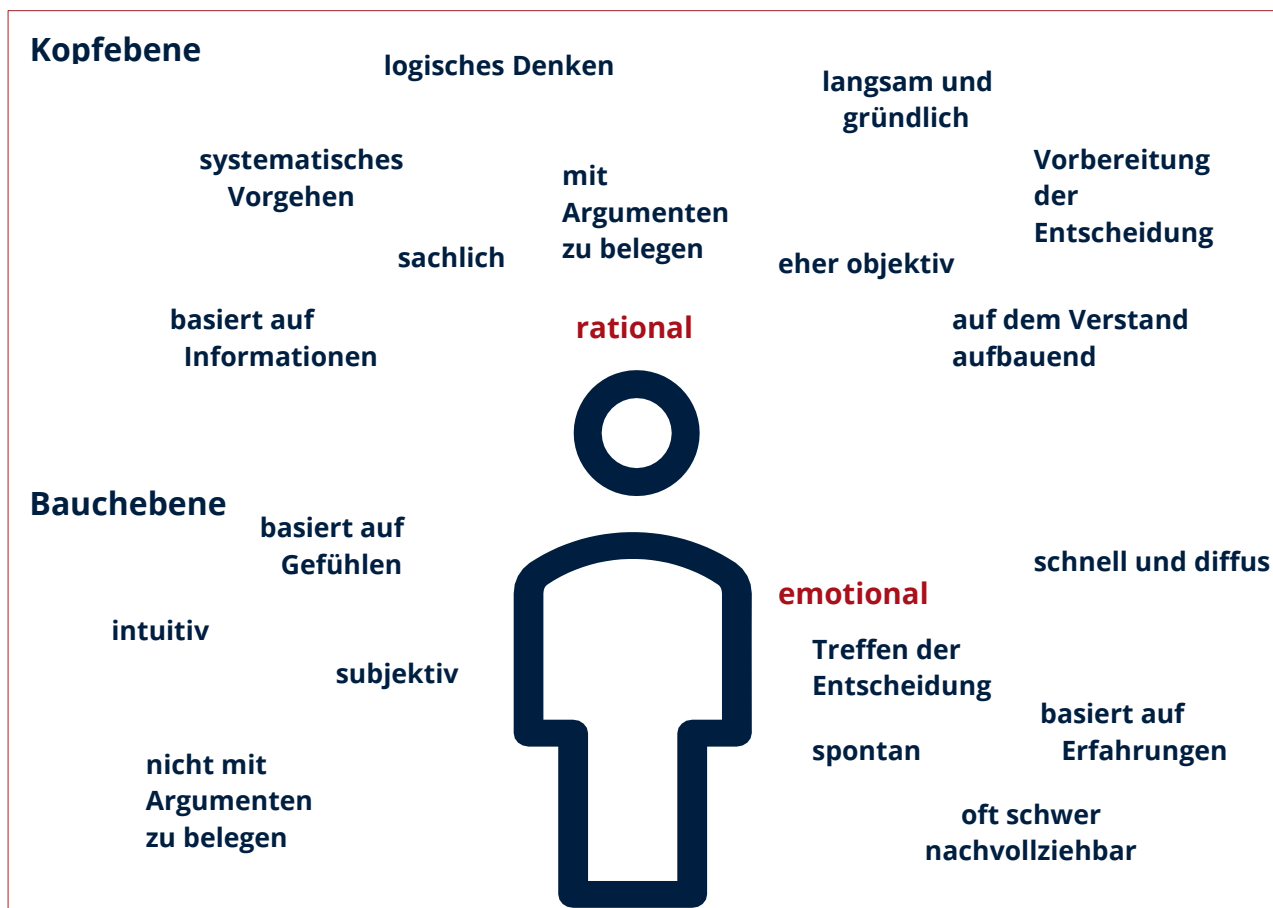 Kopfebene
logisches Denken
langsam und
gründlich
systematisches
Vorgehen
mit
Argumenten
zu belegen
Vorbereitung
der
Entscheidung
sachlich
eher objektiv
basiert auf
Informationen
rational
auf dem Verstand
aufbauend
Bauchebene
basiert auf
Gefühlen
schnell und diffus
emotional
intuitiv
subjektiv
Treffen der
Entscheidung
basiert auf
Erfahrungen
spontan
nicht mit
Argumenten
zu belegen
oft schwer
nachvollziehbar